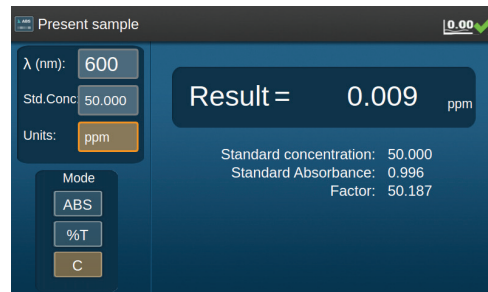 Present sample
0.00
λ (nm): 600
Std.Conc: 50.000
Units: ppm
Mode
ABS
%T
C
Result = 0.009 ppm
Standard concentration: 50.000
Standard Absorbance: 0.996
Factor: 50.187